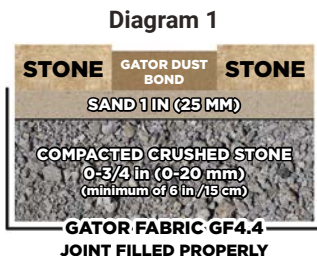 Diagram 1
STONE GATOR DUST BOND STONE
SAND 1 IN (25 MM)
COMPACTED CRUSHED STONE
0-3/4 in (0-20 mm)
(minimum of 6 in /15 cm)
GATOR FABRIC GF4.4
JOINT FILLED PROPERLY